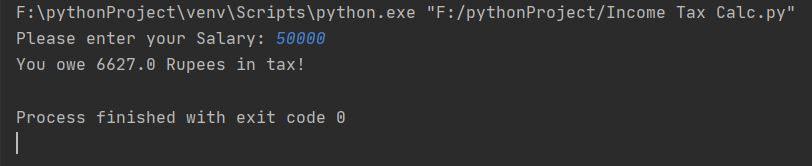 F:\pythonProject\venv\Scripts\python.exe "F:/pythonProject/Income Tax Calc.py"
Please enter your Salary: 50000
You owe 6627.0 Rupees in tax!
Process finished with exit code 0